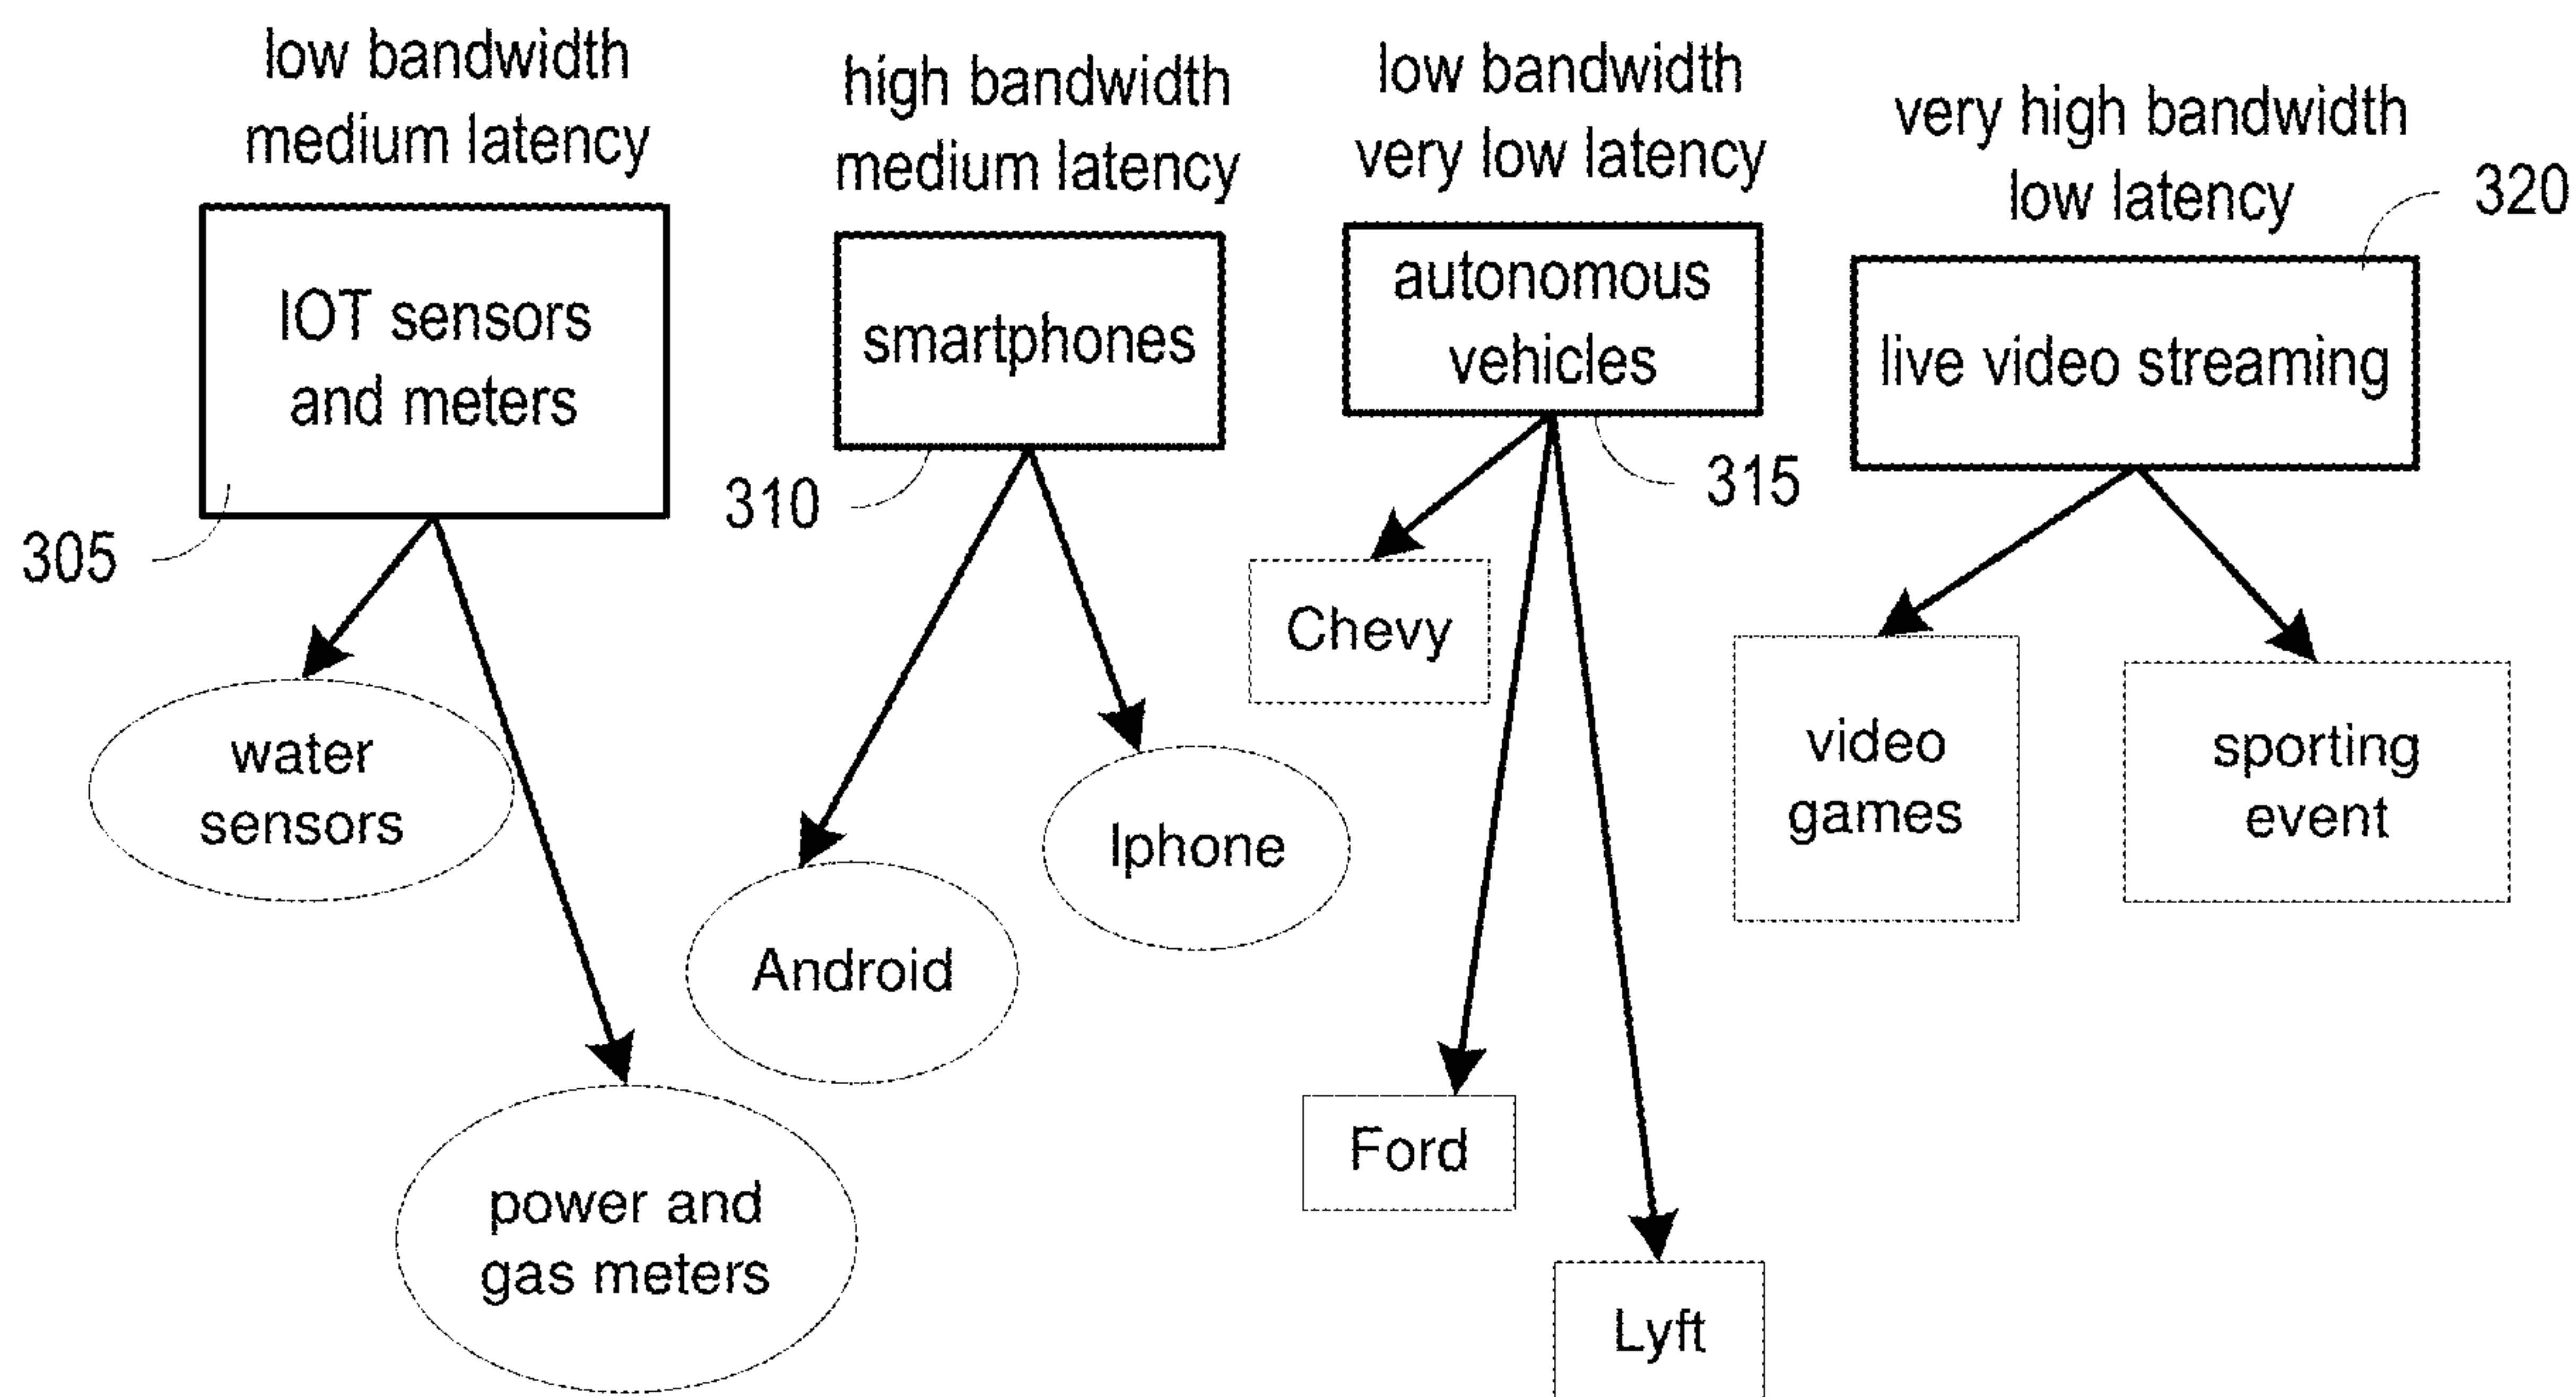 low bandwidth
medium latency
high bandwidth
medium latency
low bandwidth
very low latency
very high bandwidth
low latency
320
IOT sensors
and meters
smartphones
autonomous
vehicles
live video streaming
305
310
315
water
sensors
Android
Iphone
Chevy
video
games
sporting
event
power and
gas meters
Ford
Lyft